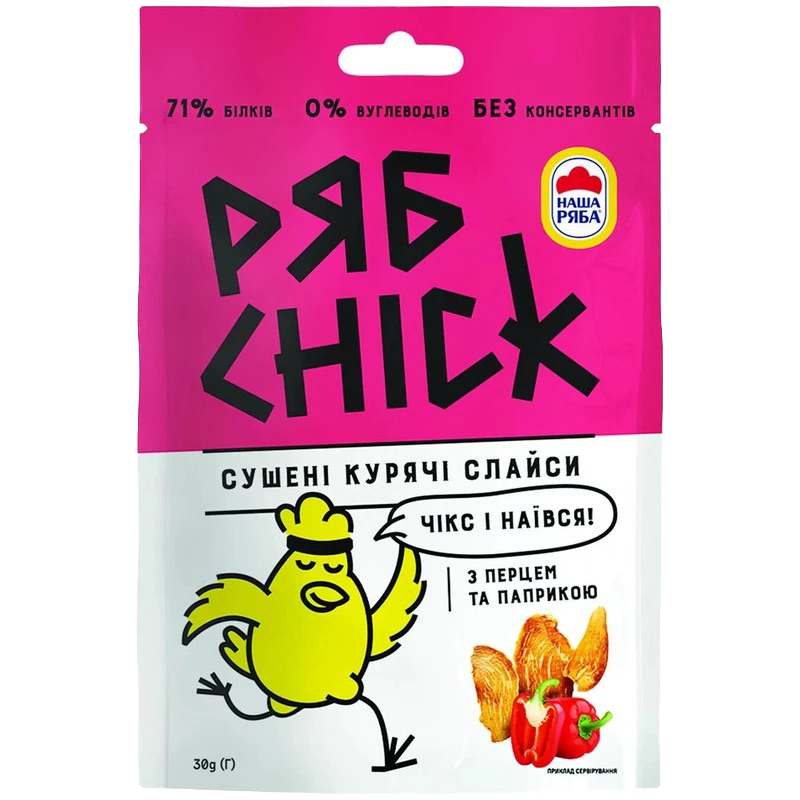 71% БІЛКІВ 0% ВУГЛЕВОДІВ БЕЗ КОНСЕРВАНТІВ
НАША
РЯБА®
РЯБ
CHICK
СУШЕНІ КУРЯЧІ СЛАЙСИ
ЧІКС І НАЇВСЯ!
З ПЕРЦЕМ
ТА ПАПРИКОЮ
30g (Г)
ПРИКЛАД СЕРВІРУВАННЯ